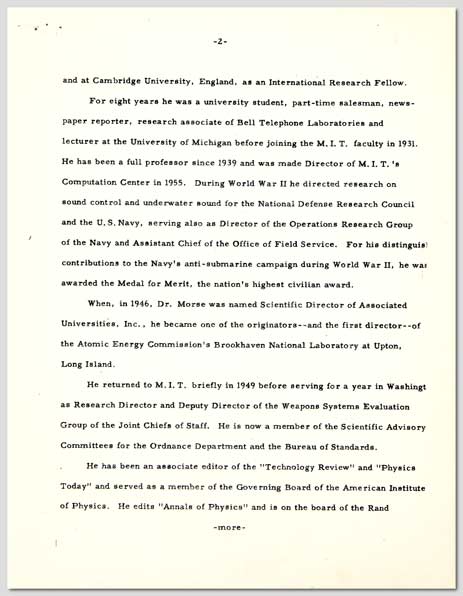 -2-
and at Cambridge University, England, as an International Research Fellow.
For eight years he was a university student, part-time salesman, news-
paper reporter, research associate of Bell Telephone Laboratories and
lecturer at the University of Michigan before joining the M.I.T. faculty in 1931.
He has been a full professor since 1939 and was made Director of M.I.T.'s
Computation Center in 1955. During World War II he directed research on
sound control and underwater sound for the National Defense Research Council
and the U.S. Navy, serving also as Director of the Operations Research Group
of the Navy and Assistant Chief of the Office of Field Service. For his distinguis
contributions to the Navy's anti-submarine campaign during World War II, he was
awarded the Medal for Merit, the nation's highest civilian award.
When, in 1946, Dr. Morse was named Scientific Director of Associated
Universities, Inc., he became one of the originators--and the first director--of
the Atomic Energy Commission's Brookhaven National Laboratory at Upton,
Long Island.
He returned to M.I.T. briefly in 1949 before serving for a year in Washingt
as Research Director and Deputy Director of the Weapons Systems Evaluation
Group of the Joint Chiefs of Staff. He is now a member of the Scientific Advisory
Committees for the Ordnance Department and the Bureau of Standards.
He has been an associate editor of the "Technology Review" and "Physics
Today" and served as a member of the Governing Board of the American Institute
of Physics. He edits "Annals of Physics" and is on the board of the Rand
-more-